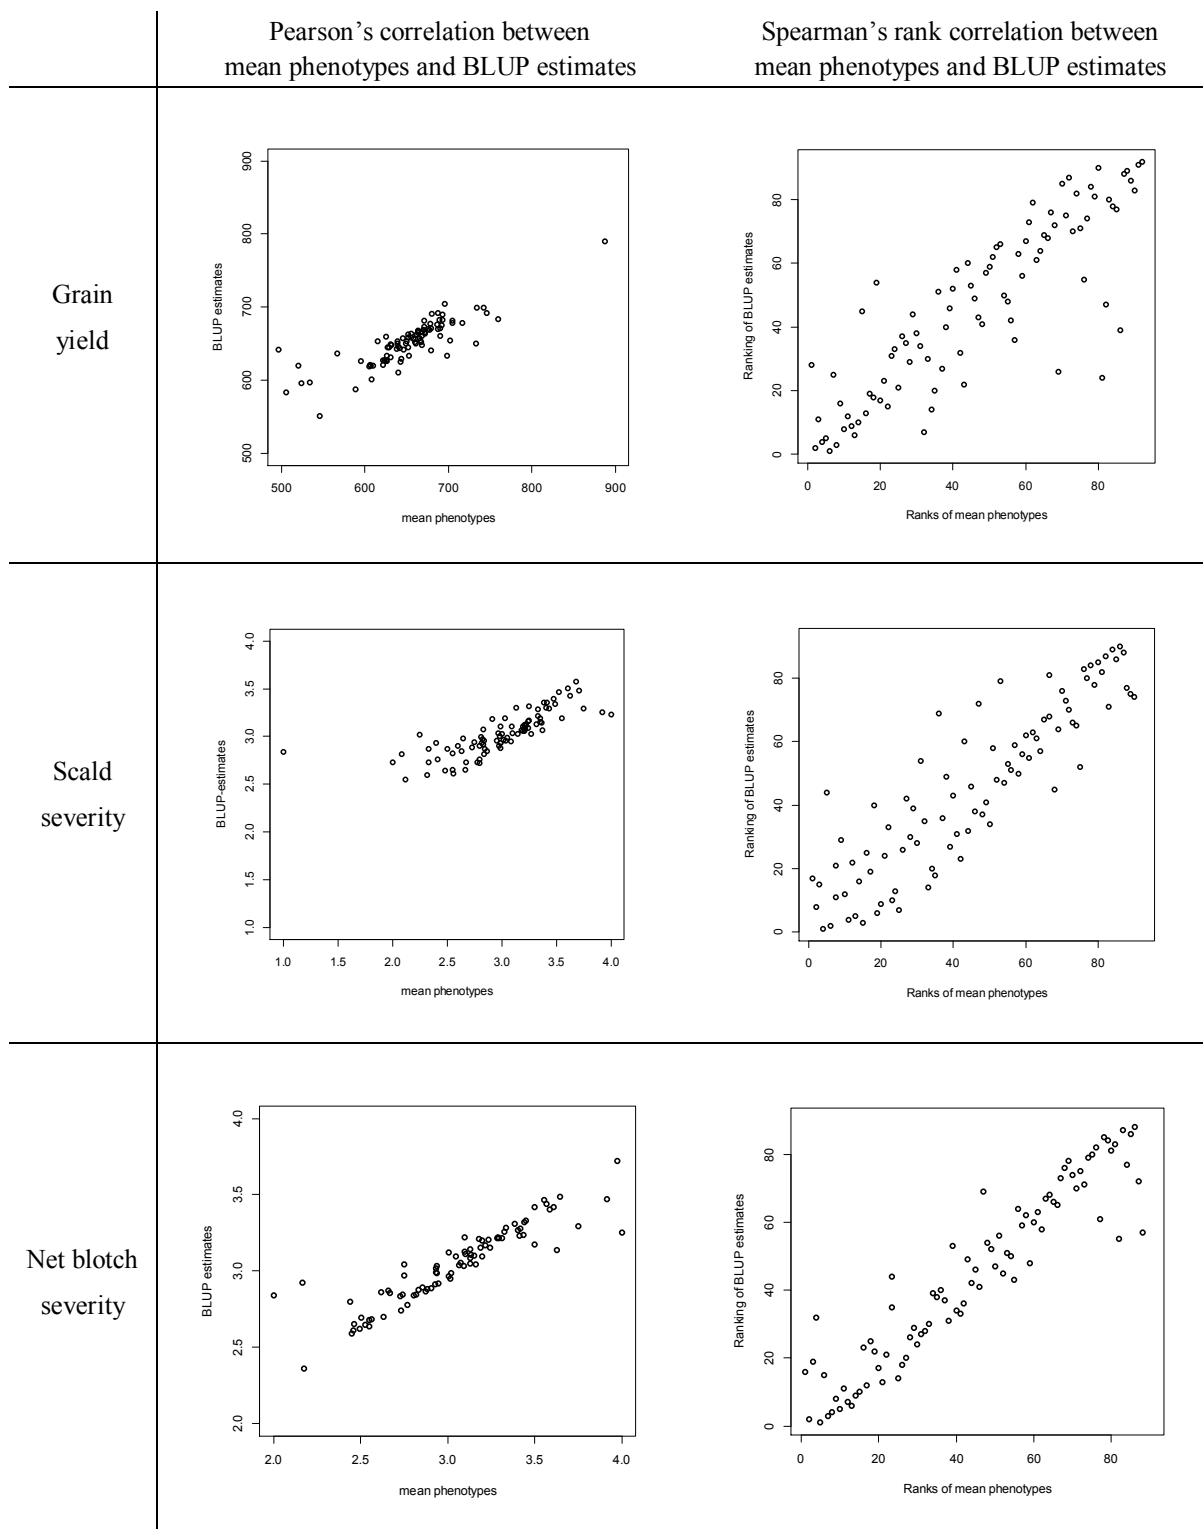 Pearson’s correlation between
mean phenotypes and BLUP estimates
Spearman’s rank correlation between
mean phenotypes and BLUP estimates
Grain
yield
BLUP estimates
900
800
700
600
500
500 600 700 800 900
mean phenotypes
Ranking of BLUP estimates
80
60
40
20
0
0 20 40 60 80
Ranks of mean phenotypes
Scald
severity
BLUP-estimates
4.0
3.5
3.0
2.5
2.0
1.5
1.0
1.0 1.5 2.0 2.5 3.0 3.5 4.0
mean phenotypes
Ranking of BLUP estimates
80
60
40
20
0
0 20 40 60 80
Ranks of mean phenotypes
Net blotch
severity
BLUP estimates
4.0
3.5
3.0
2.5
2.0
2.0 2.5 3.0 3.5 4.0
mean phenotypes
Ranking of BLUP estimates
80
60
40
20
0
0 20 40 60 80
Ranks of mean phenotypes